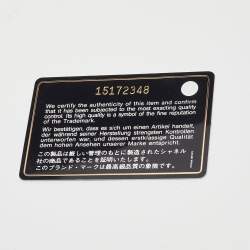 15172348
We certify the authenticity of this item and confirm
that it has been subjected to the most exacting quality
control. Its high quality is a symbol of the fine reputation
of the Trademark.
Wir bestätigen, dass es sich um einen Artikel handelt,
der während seiner Herstellung strengsten Kontrollen
unterworfen war, und dessen ausgezeichnete Qualität
dem hohen Ansehen unserer Marke entspricht.
この製品は厳しい管理のもとに製造されたシャネル
社の商品であることを証明いたします。
このブランド・マークは最高級品質の象徴です。